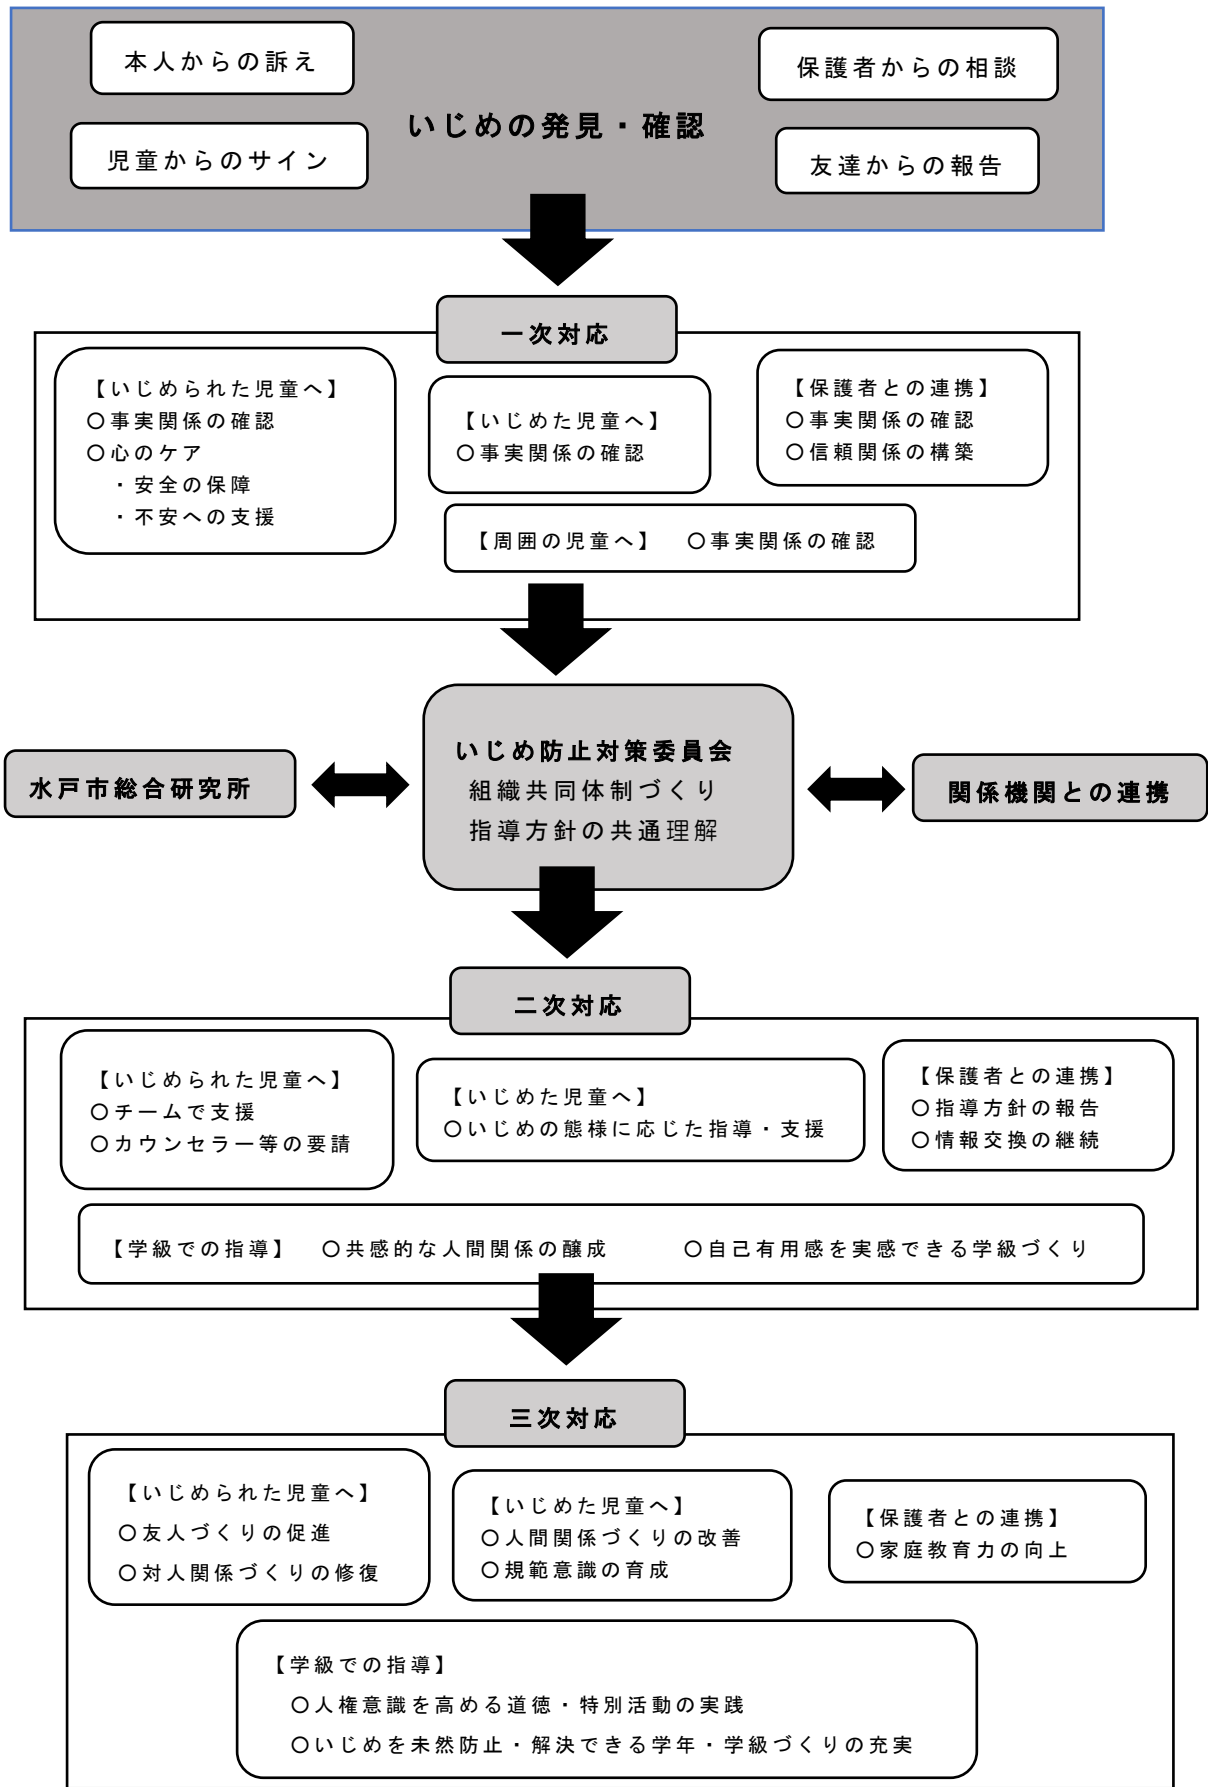 本人からの訴え
保護者からの相談
いじめの発見・確認
児童からのサイン
友達からの報告
一次対応
【いじめられた児童へ】
〇事実関係の確認
〇心のケア
・安全の保障
・不安への支援
【いじめた児童へ】
〇事実関係の確認
【保護者との連携】
〇事実関係の確認
〇信頼関係の構築
【周囲の児童へ】 〇事実関係の確認
いじめ防止対策委員会
組織共同体制づくり
指導方針の共通理解
水戸市総合研究所
関係機関との連携
二次対応
【いじめられた児童へ】
〇チームで支援
〇カウンセラー等の要請
【いじめた児童へ】
〇いじめの態様に応じた指導・支援
【保護者との連携】
〇指導方針の報告
〇情報交換の継続
【学級での指導】 〇共感的な人間関係の醸成 〇自己有用感を実感できる学級づくり
三次対応
【いじめられた児童へ】
〇友人づくりの促進
〇対人関係づくりの修復
【いじめた児童へ】
〇人間関係づくりの改善
〇規範意識の育成
【保護者との連携】
〇家庭教育力の向上
【学級での指導】
〇人権意識を高める道徳・特別活動の実践
〇いじめを未然防止・解決できる学年・学級づくりの充実